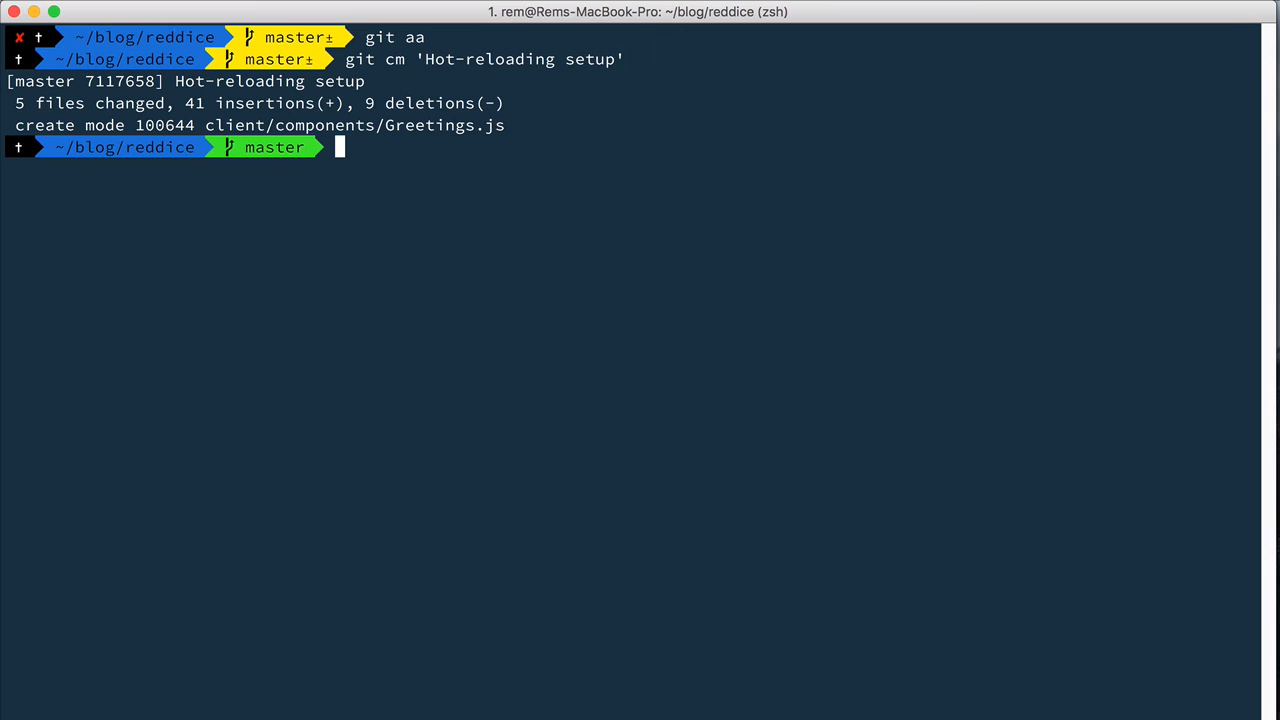 1. rem@Rems-MacBook-Pro: ~/blog/reddice (zsh)
✘ † ~/blog/reddice master± git aa
† ~/blog/reddice master± git cm 'Hot-reloading setup'
[master 7117658] Hot-reloading setup
5 files changed, 41 insertions(+), 9 deletions(-)
create mode 100644 client/components/Greetings.js
† ~/blog/reddice master